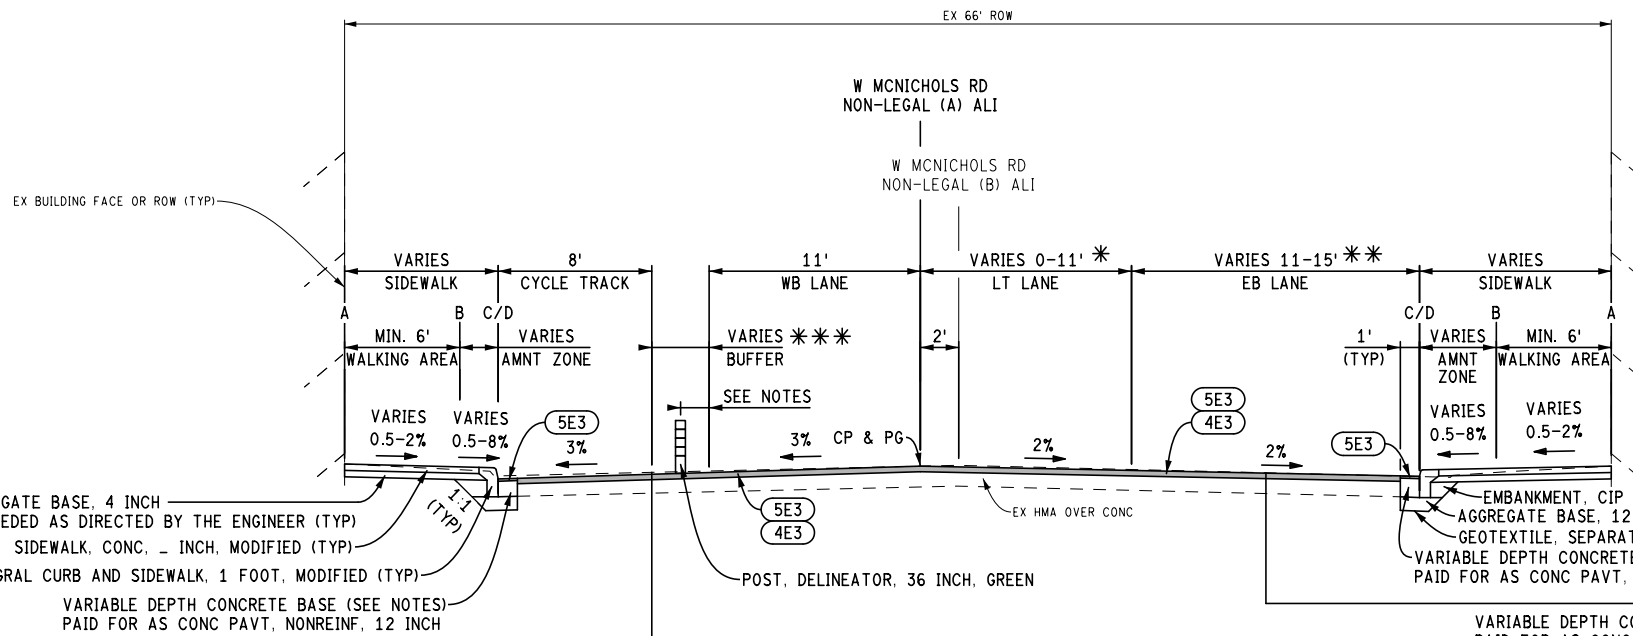 EX 66' ROW
W MCNICHOLS RD
NON-LEGAL (A) ALI
W MCNICHOLS RD
NON-LEGAL (B) ALI
EX BUILDING FACE OR ROW (TYP)
VARIES
SIDEWALK
8'
CYCLE TRACK
11'
WB LANE
VARIES 0-11' *
LT LANE
VARIES 11-15' **
EB LANE
VARIES
SIDEWALK
A
B
C/D
C/D
B
A
MIN. 6'
WALKING AREA
VARIES
AMNT ZONE
VARIES ***
BUFFER
2'
1'
(TYP)
VARIES
AMNT
ZONE
MIN. 6'
WALKING AREA
SEE NOTES
VARIES
0.5-2%
VARIES
0.5-8%
5E3
3%
3%
CP & PG
2%
5E3
4E3
2%
5E3
VARIES
0.5-8%
VARIES
0.5-2%
GATE BASE, 4 INCH
EDED AS DIRECTED BY THE ENGINEER (TYP)
1:1
(TYP)
SIDEWALK, CONC, _ INCH, MODIFIED (TYP)
GRAL CURB AND SIDEWALK, 1 FOOT, MODIFIED (TYP)
VARIABLE DEPTH CONCRETE BASE (SEE NOTES)
PAID FOR AS CONC PAVT, NONREINF, 12 INCH
5E3
4E3
POST, DELINEATOR, 36 INCH, GREEN
EX HMA OVER CONC
EMBANKMENT, CIP
AGGREGATE BASE, 12
GEOTEXTILE, SEPARAT
VARIABLE DEPTH CONCRETE
PAID FOR AS CONC PAVT,
VARIABLE DEPTH CO